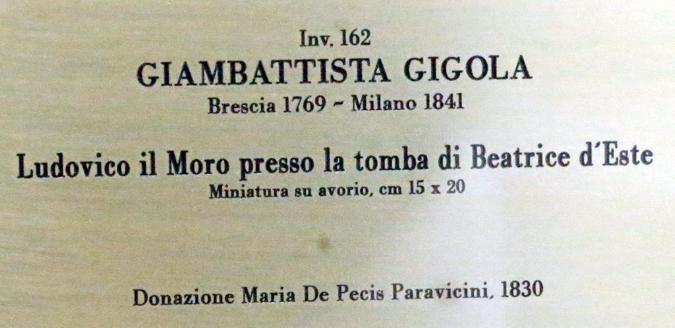 Inv. 162
GIAMBATTISTA GIGOLA
Brescia 1769 ~ Milano 1841
Ludovico il Moro presso la tomba di Beatrice d'Este
Miniatura su avorio, cm 15 x 20
Donazione Maria De Pecis Paravicini, 1830